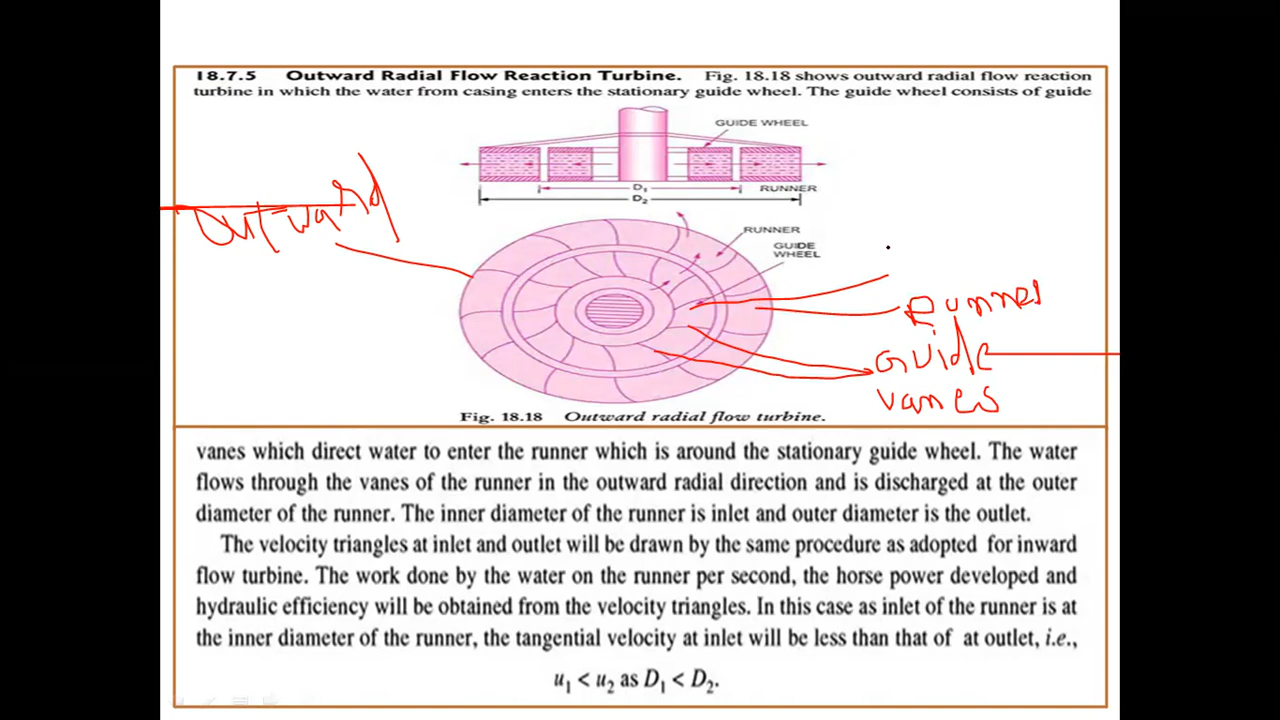 18.7.5 Outward Radial Flow Reaction Turbine. Fig. 18.18 shows outward radial flow reaction
turbine in which the water from casing enters the stationary guide wheel. The guide wheel consists of guide
GUIDE WHEEL
D₁
RUNNER
D₂
outward
RUNNER
GUIDE
WHEEL
Runner
Guide
vanes
Fig. 18.18 Outward radial flow turbine.
vanes which direct water to enter the runner which is around the stationary guide wheel. The water
flows through the vanes of the runner in the outward radial direction and is discharged at the outer
diameter of the runner. The inner diameter of the runner is inlet and outer diameter is the outlet.
The velocity triangles at inlet and outlet will be drawn by the same procedure as adopted for inward
flow turbine. The work done by the water on the runner per second, the horse power developed and
hydraulic efficiency will be obtained from the velocity triangles. In this case as inlet of the runner is at
the inner diameter of the runner, the tangential velocity at inlet will be less than that of at outlet, i.e.,
u₁ < u₂ as D₁ < D₂.